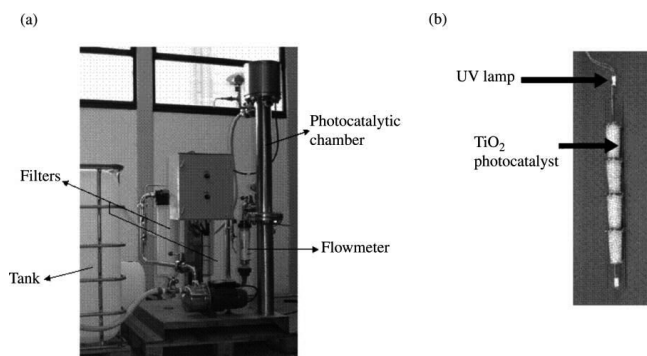 (a)
Photocatalytic
chamber
Filters
Flowmeter
Tank
(b)
UV lamp
TiO₂
photocatalyst